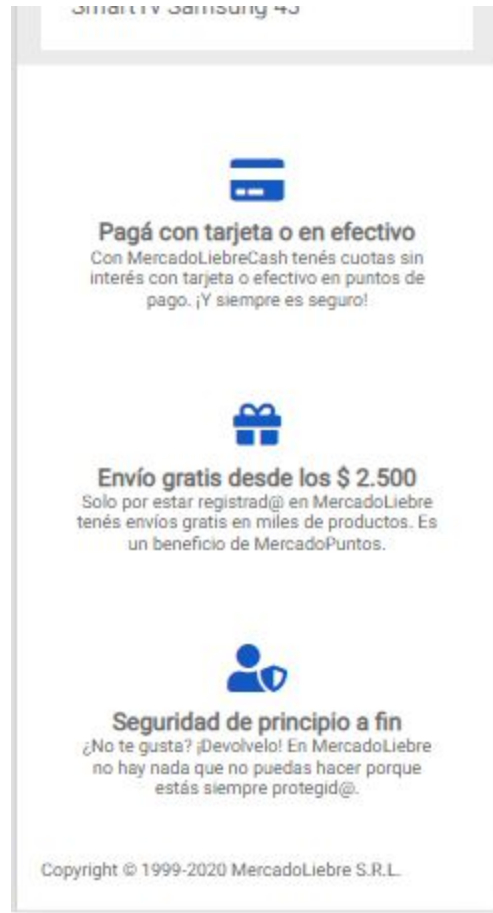 SmartTV Samsung 43
Pagá con tarjeta o en efectivo
Con MercadoLiebreCash tenés cuotas sin
interés con tarjeta o efectivo en puntos de
pago. ¡Y siempre es seguro!
Envío gratis desde los $ 2.500
Solo por estar registrad@ en MercadoLiebre
tenés envíos gratis en miles de productos. Es
un beneficio de MercadoPuntos.
Seguridad de principio a fin
¿No te gusta? ¡Devolvelo! En MercadoLiebre
no hay nada que no puedas hacer porque
estás siempre protegid@.
Copyright © 1999-2020 MercadoLiebre S.R.L.